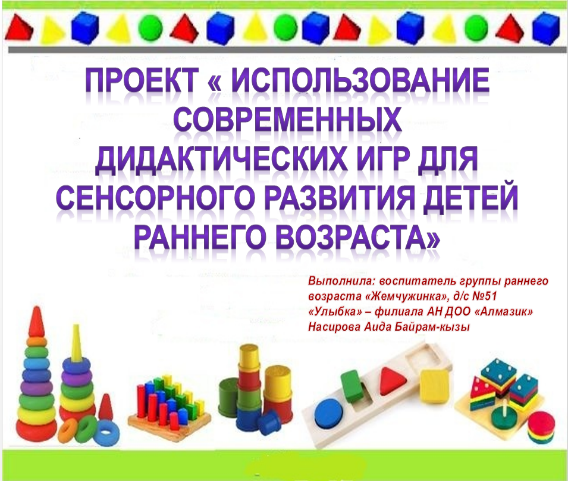 ПРОЕКТ « ИСПОЛЬЗОВАНИЕ
СОВРЕМЕННЫХ
ДИДАКТИЧЕСКИХ ИГР ДЛЯ
СЕНСОРНОГО РАЗВИТИЯ ДЕТЕЙ
РАННЕГО ВОЗРАСТА»
Выполнила: воспитатель группы раннего
возраста «Жемчужинка», д/с №51
«Улыбка» – филиала АН ДОО «Алмазик»
Насирова Аида Байрам-кызы